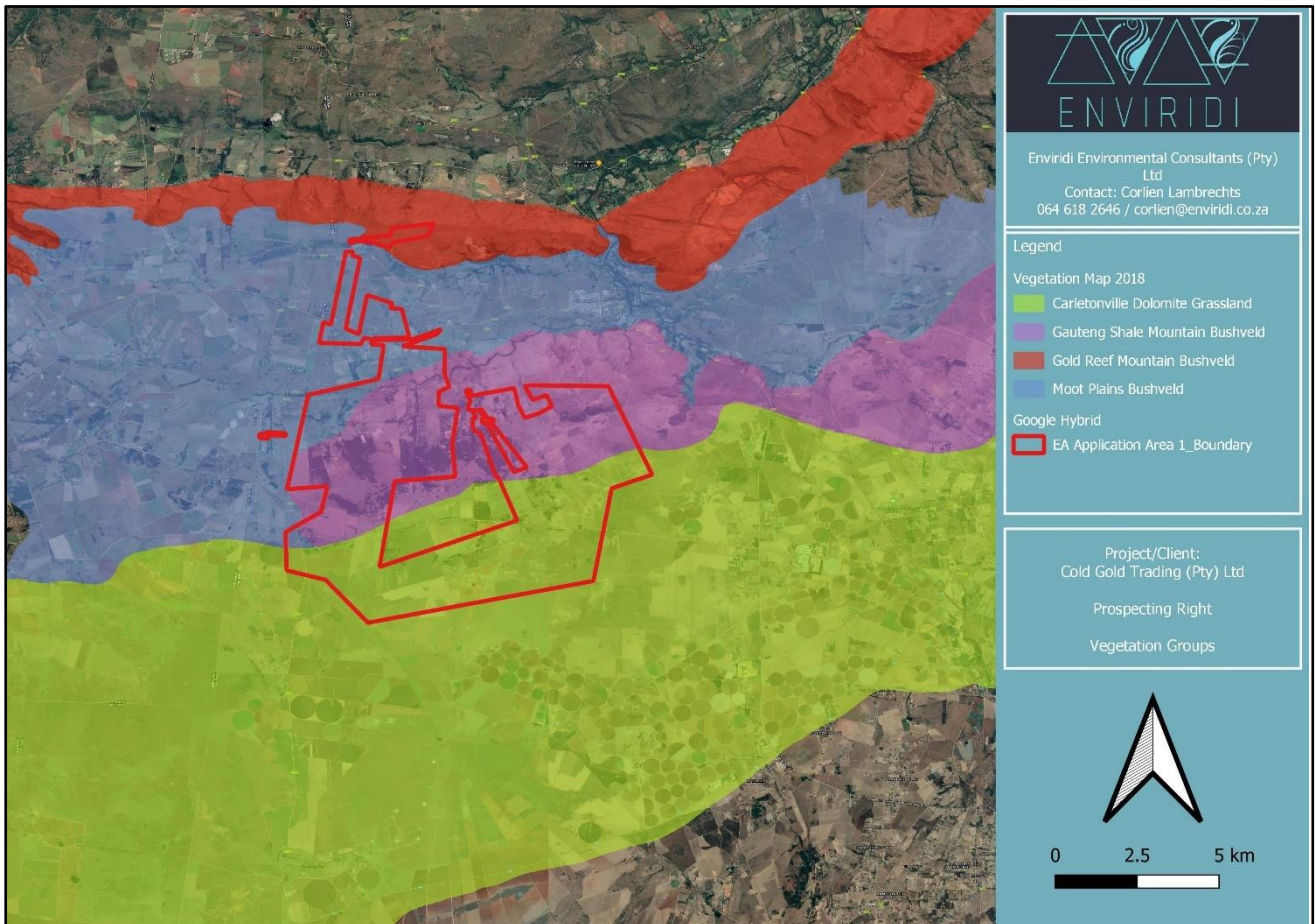 ENVIRIDI
Enviridi Environmental Consultants (Pty)
Ltd
Contact: Corlien Lambrechts
064 618 2646 / corlien@enviridi.co.za
Legend
Vegetation Map 2018
Carletonville Dolomite Grassland
Gauteng Shale Mountain Bushveld
Gold Reef Mountain Bushveld
Moot Plains Bushveld
Google Hybrid
EA Application Area 1_Boundary
Project/Client:
Cold Gold Trading (Pty) Ltd
Prospecting Right
Vegetation Groups
0 2.5 5 km